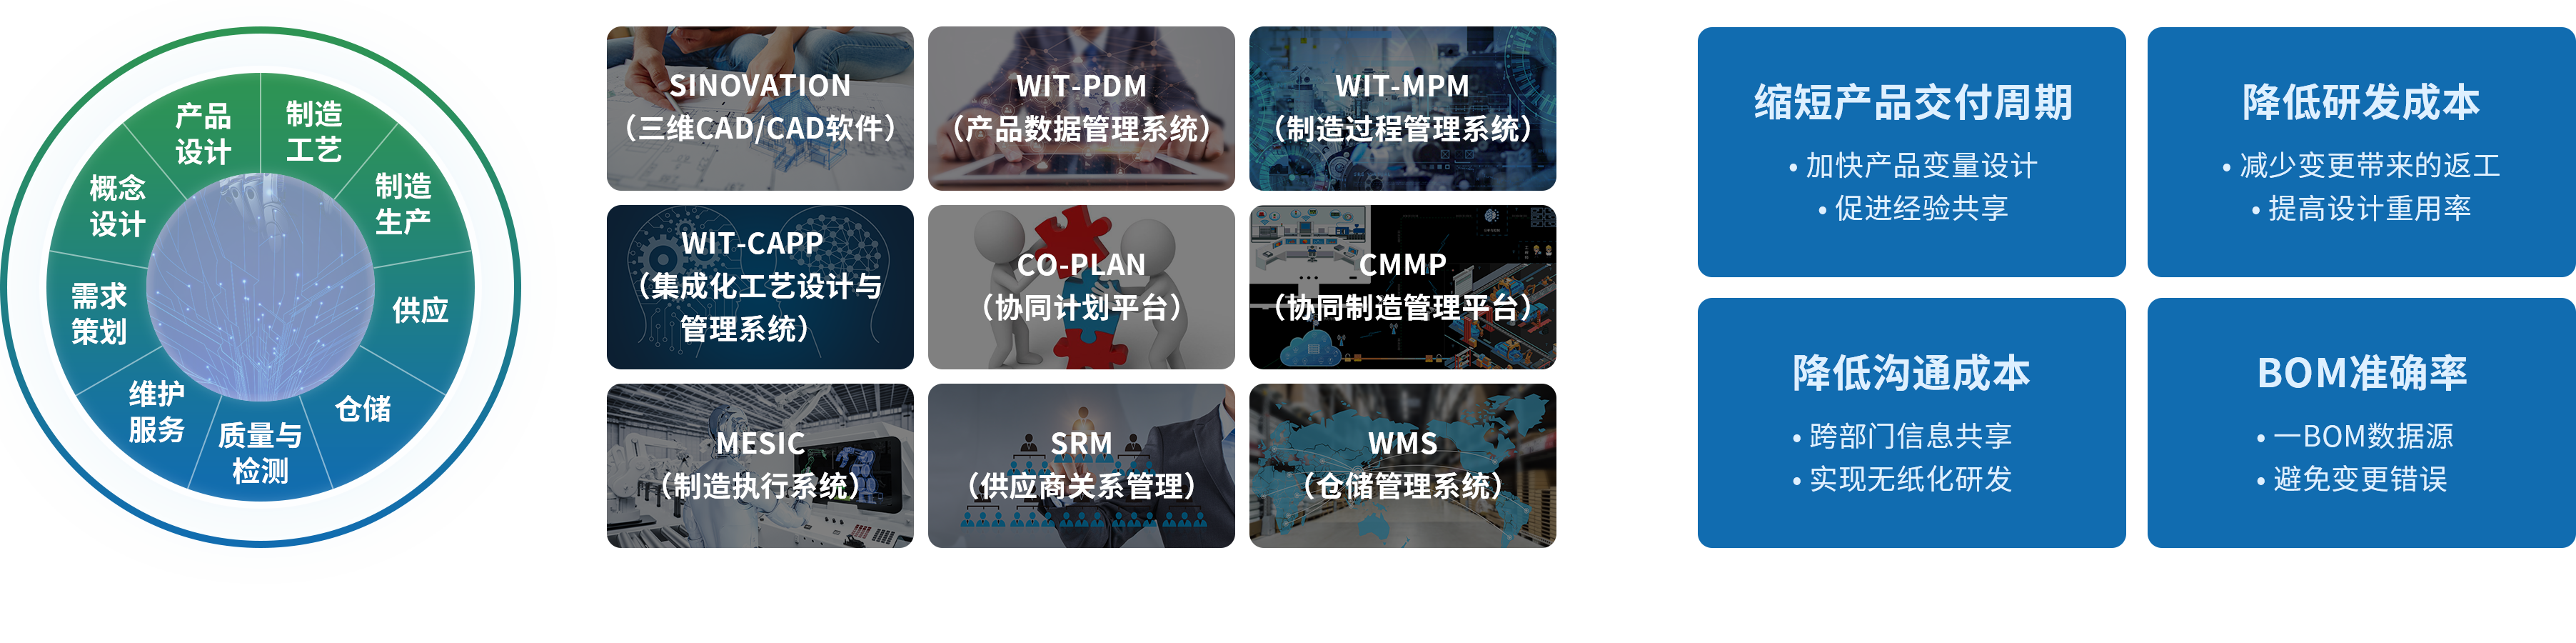 产品
设计
制造
工艺
概念
设计
制造
生产
需求
策划
供应
维护
服务
仓储
质量与
检测
SINOVATION
（三维CAD/CAD软件）
WIT-PDM
（产品数据管理系统）
WIT-MPM
（制造过程管理系统）
WIT-CAPP
（集成化工艺设计与
管理系统）
CO-PLAN
（协同计划平台）
CMMP
（协同制造管理平台）
MESIC
（制造执行系统）
SRM
（供应商关系管理）
WMS
（仓储管理系统）
缩短产品交付周期
• 加快产品变量设计
• 促进经验共享
降低研发成本
• 减少变更带来的返工
• 提高设计重用率
降低沟通成本
• 跨部门信息共享
• 实现无纸化研发
BOM准确率
• 一BOM数据源
• 避免变更错误